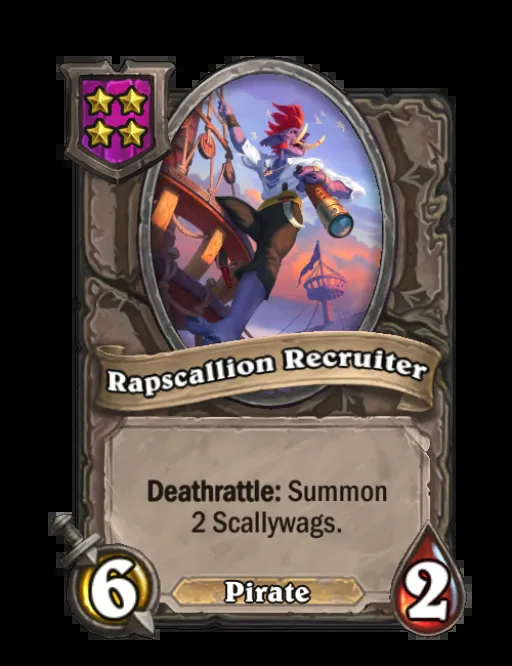 Rapscallion Recruiter
Deathrattle: Summon
2 Scallywags.
6
Pirate
2